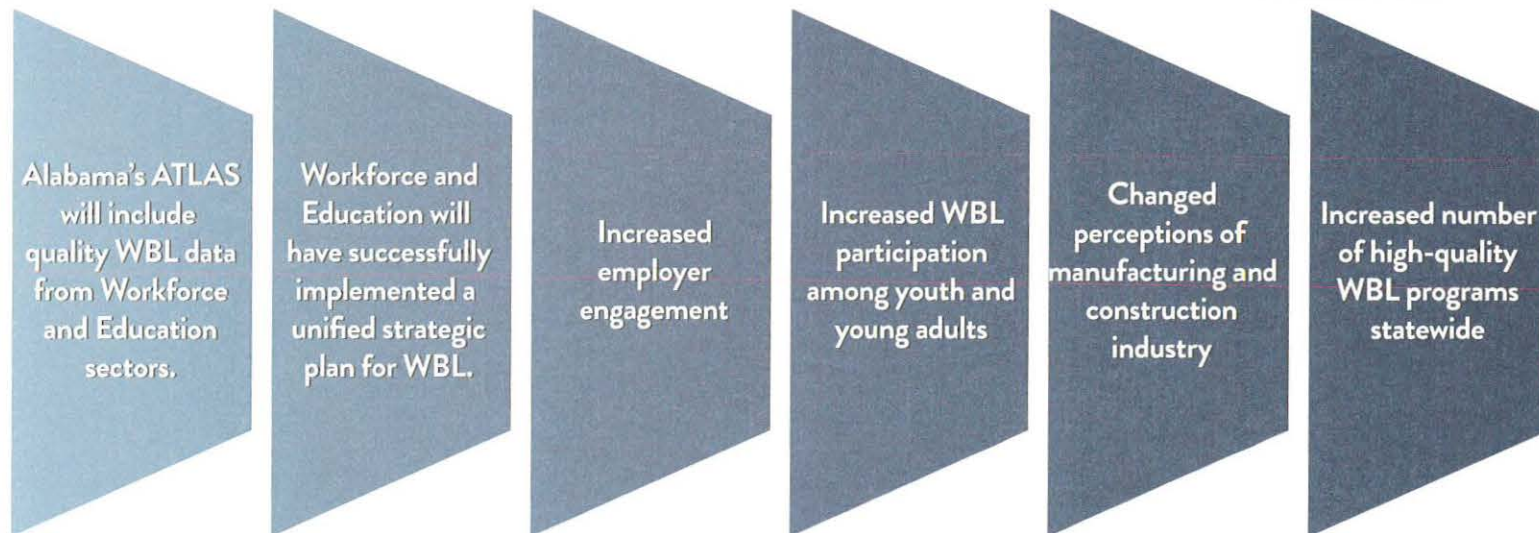 Alabama's ATLAS
will include
quality WBL data
from Workforce
and Education
sectors.
Workforce and
Education will
have successfully
implemented a
unified strategic
plan for WBL.
Increased
employer
engagement
Increased WBL
participation
among youth and
young adults
Changed
perceptions of
manufacturing and
construction
industry
Increased number
of high-quality
WBL programs
statewide